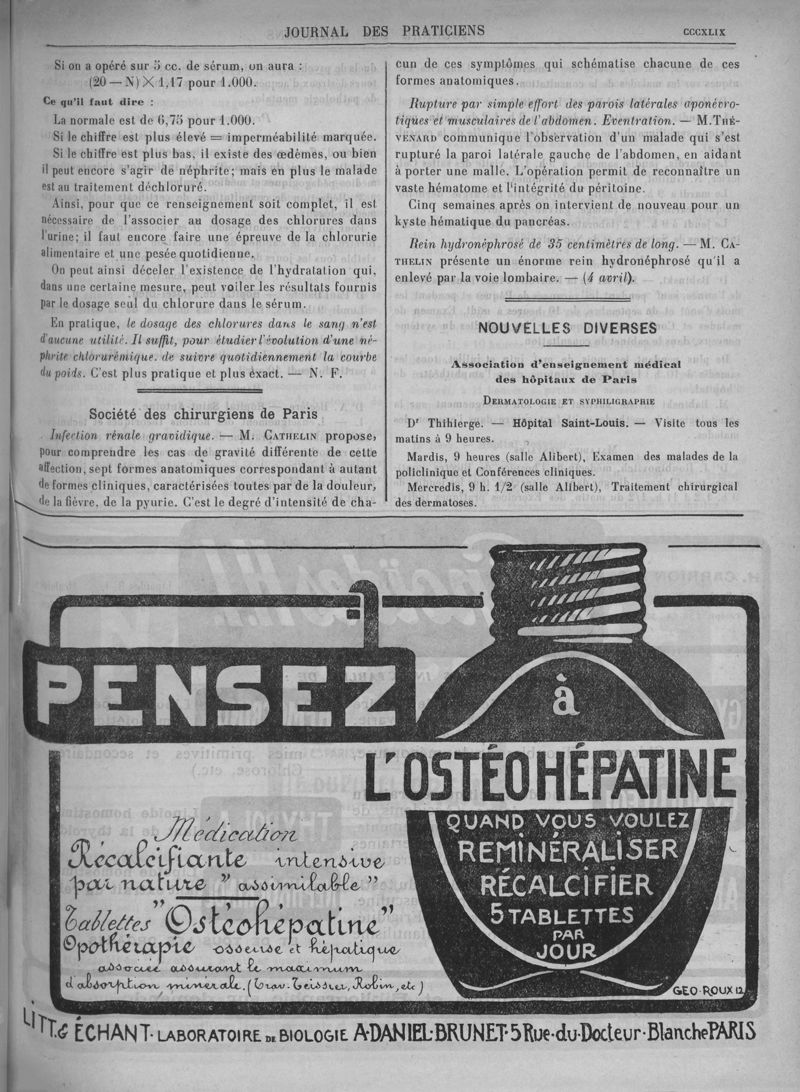 JOURNAL DES PRATICIENS
CCCXLIX
Si on a opéré sur 5 cc. de sérum, on aura :
(20 — N) X 1,17 pour 1.000.
Ce qu'il faut dire :
La normale est de 6,75 pour 1.000.
Si le chiffre est plus élevé = imperméabilité marquée.
Si le chiffre est plus bas, il existe des œdèmes, ou bien
il peut encore s'agir de néphrite; mais en plus le malade
est au traitement déchloruré.
Ainsi, pour que ce renseignement soit complet, il est
nécessaire de l'associer au dosage des chlorures dans
l'urine; il faut encore faire une épreuve de la chlorurie
alimentaire et une pesée quotidienne.
On peut ainsi déceler l'existence de l'hydratation qui,
dans une certaine mesure, peut voiler les résultats fournis
par le dosage seul du chlorure dans le sérum.
En pratique, le dosage des chlorures dans le sang n'est
d'aucune utilité. Il suffit, pour étudier l'évolution d'une né-
phrite chlorurémique, de suivre quotidiennement la courbe
du poids. C'est plus pratique et plus exact. — N. F.
Société des chirurgiens de Paris
Infection rénale gravidique. — M. CATHELIN propose,
pour comprendre les cas de gravité différente de cette
affection, sept formes anatomiques correspondant à autant
de formes cliniques, caractérisées toutes par de la douleur,
de la fièvre, de la pyurie. C'est le degré d'intensité de cha-
cun de ces symptômes qui schématise chacune de ces
formes anatomiques.
Rupture par simple effort des parois latérales aponévro-
tiques et musculaires de l'abdomen. Eventration. — M. THÉ-
VENARD communique l'observation d'un malade qui s'est
rupturé la paroi latérale gauche de l'abdomen, en aidant
à porter une malle. L'opération permit de reconnaître un
vaste hématome et l'intégrité du péritoine.
Cinq semaines après on intervient de nouveau pour un
kyste hématique du pancréas.
Rein hydronéphrosé de 35 centimètres de long. — M. CA-
THELIN présente un énorme rein hydronéphrosé qu'il a
enlevé par la voie lombaire. — (4 avril).
NOUVELLES DIVERSES
Association d'enseignement médical
des hôpitaux de Paris
DERMATOLOGIE ET SYPHILIGRAPHIE
Dr Thibierge. — Hôpital Saint-Louis. — Visite tous les
matins à 9 heures.
Mardis, 9 heures (salle Alibert), Examen des malades de la
policlinique et Conférences cliniques.
Mercredis, 9 h. 1/2 (salle Alibert), Traitement chirurgical
des dermatoses.
PENSEZ
à
L'OSTÉOHÉPATINE
QUAND VOUS VOULEZ
REMINÉRALISER
RÉCALCIFIER
5 TABLETTES
PAR
JOUR
Médication
Récalcifiante intensive
par nature "assimilable"
Tablettes "Ostéohépatine"
Opothérapie osseuse et hépatique
associée assurant le maximum
d'absorption minérale. (Trav. Teissier, Robin, etc)
GEO-ROUX 12
LITT.& ÉCHANT. LABORATOIRE DE BIOLOGIE A.DANIEL-BRUNET. 5 Rue.du.Docteur.Blanche PARIS